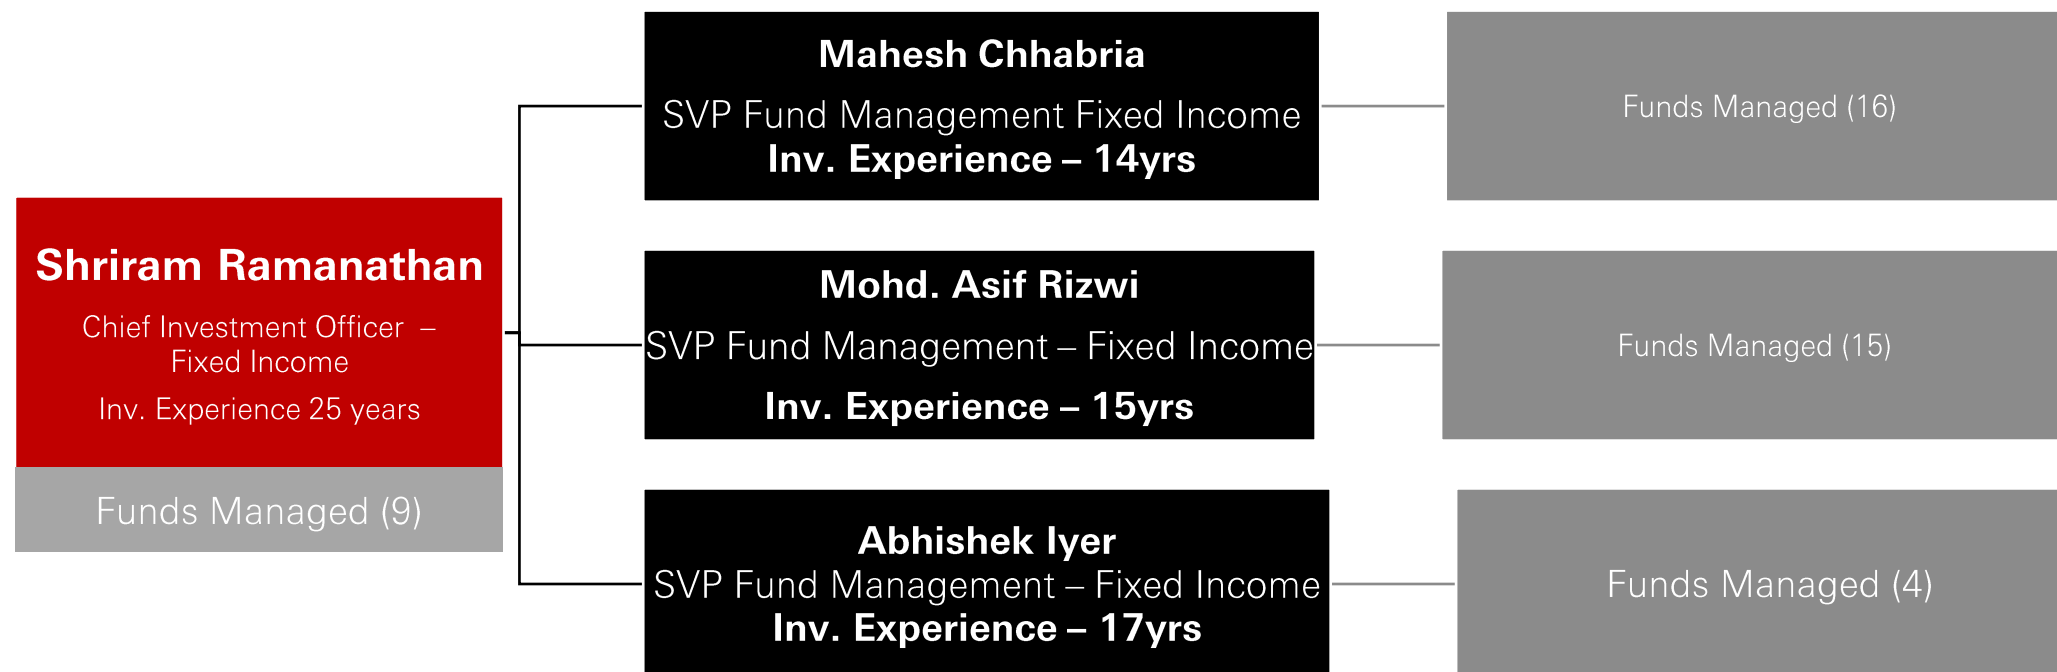 Shriram Ramanathan
Chief Investment Officer –
Fixed Income
Inv. Experience 25 years
Funds Managed (9)
Mahesh Chhabria
SVP Fund Management Fixed Income
Inv. Experience – 14yrs
Funds Managed (16)
Mohd. Asif Rizwi
SVP Fund Management – Fixed Income
Inv. Experience – 15yrs
Funds Managed (15)
Abhishek Iyer
SVP Fund Management – Fixed Income
Inv. Experience – 17yrs
Funds Managed (4)